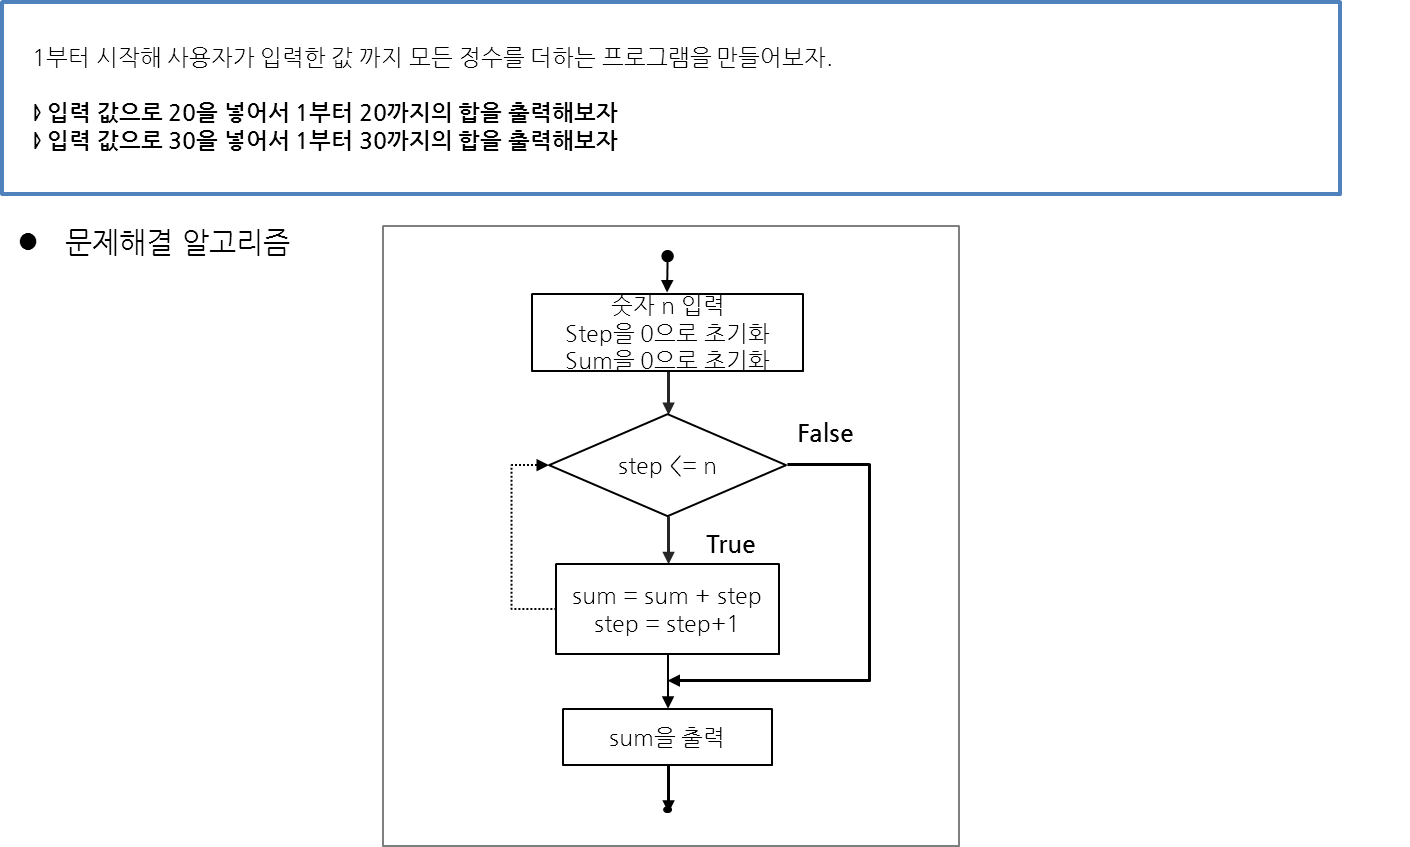 1부터 시작해 사용자가 입력한 값 까지 모든 정수를 더하는 프로그램을 만들어보자.
입력 값으로 20을 넣어서 1부터 20까지의 합을 출력해보자
입력 값으로 30을 넣어서 1부터 30까지의 합을 출력해보자
● 문제해결 알고리즘
숫자 n 입력
Step을 0으로 초기화
Sum을 0으로 초기화
False
step <= n
True
sum = sum + step
step = step+1
sum을 출력